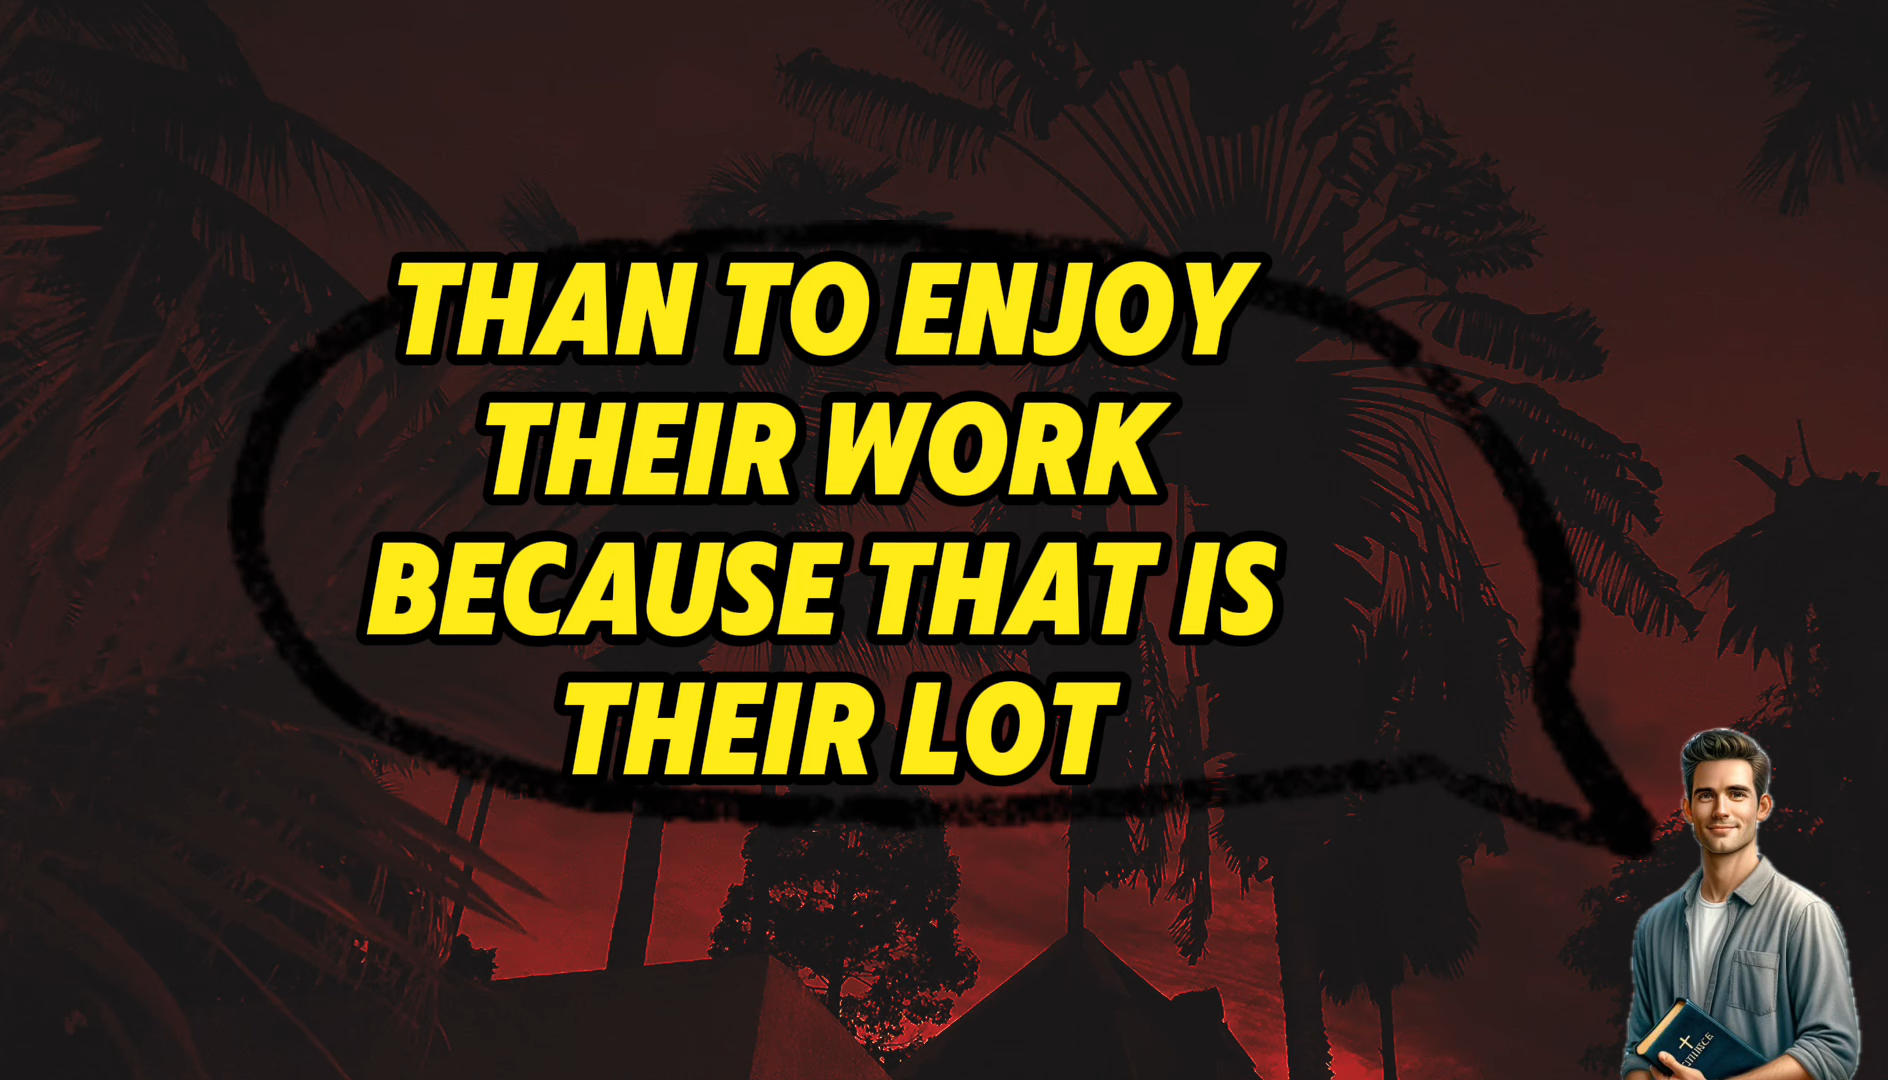 THAN TO ENJOY
THEIR WORK
BECAUSE THAT IS
THEIR LOT